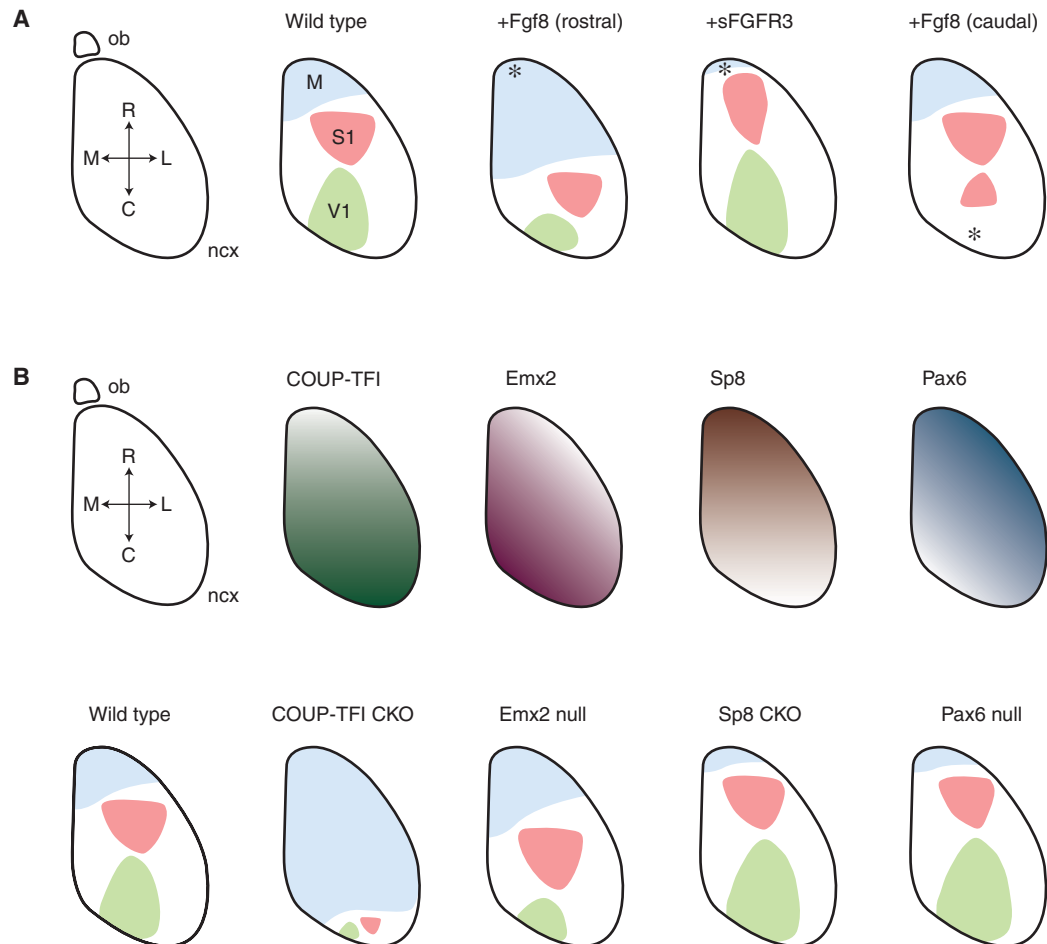 A
Wild type
+Fgf8 (rostral)
+sFGFR3
+Fgf8 (caudal)
ob
R
M
L
C
ncx
M
S1
V1
*
*
*
B
COUP-TFI
Emx2
Sp8
Pax6
ob
R
M
L
C
ncx
Wild type
COUP-TFI CKO
Emx2 null
Sp8 CKO
Pax6 null